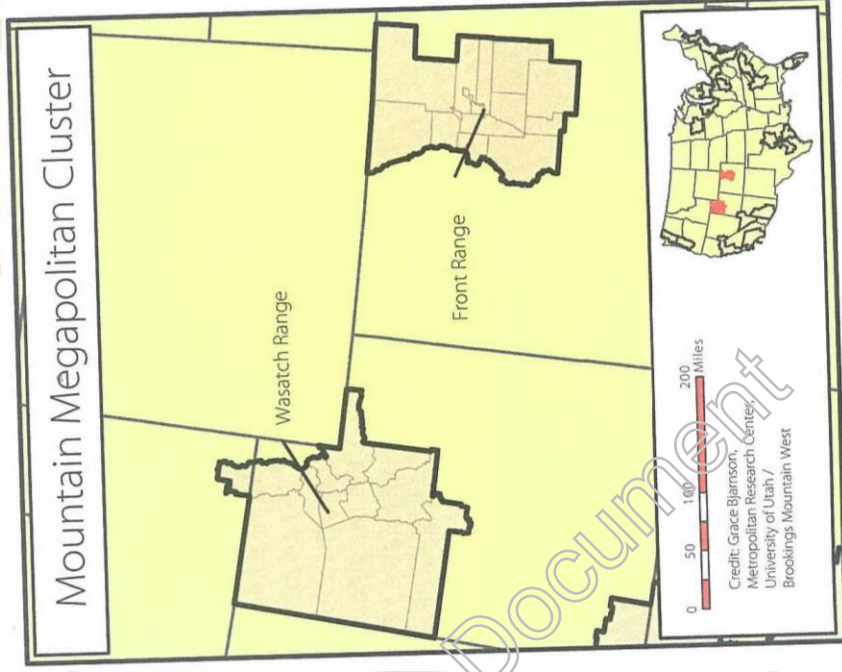 Mountain Megapolitan Cluster
Wasatch Range
Front Range
0 50 100 200
Miles
Credit: Grace Bjarnson,
Metropolitan Research Center,
University of Utah /
Brookings Mountain West
Document